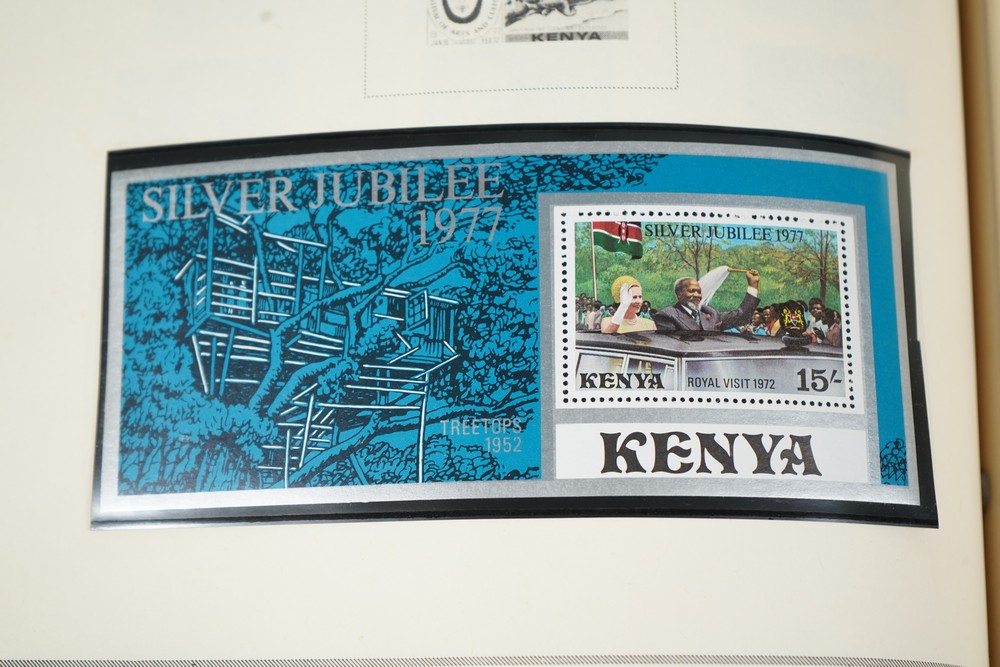 KENYA
SILVER JUBILEE
1977
SILVER JUBILEE 1977
KENYA
ROYAL VISIT 1972
15/-
TREETOPS
1952
KENYA